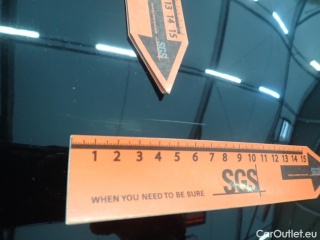 13 14 15
SGS
1 2 3 4 5 6 7 8 9 10 11 12 13 14 15
SGS
WHEN YOU NEED TO BE SURE
CarOutlet.eu